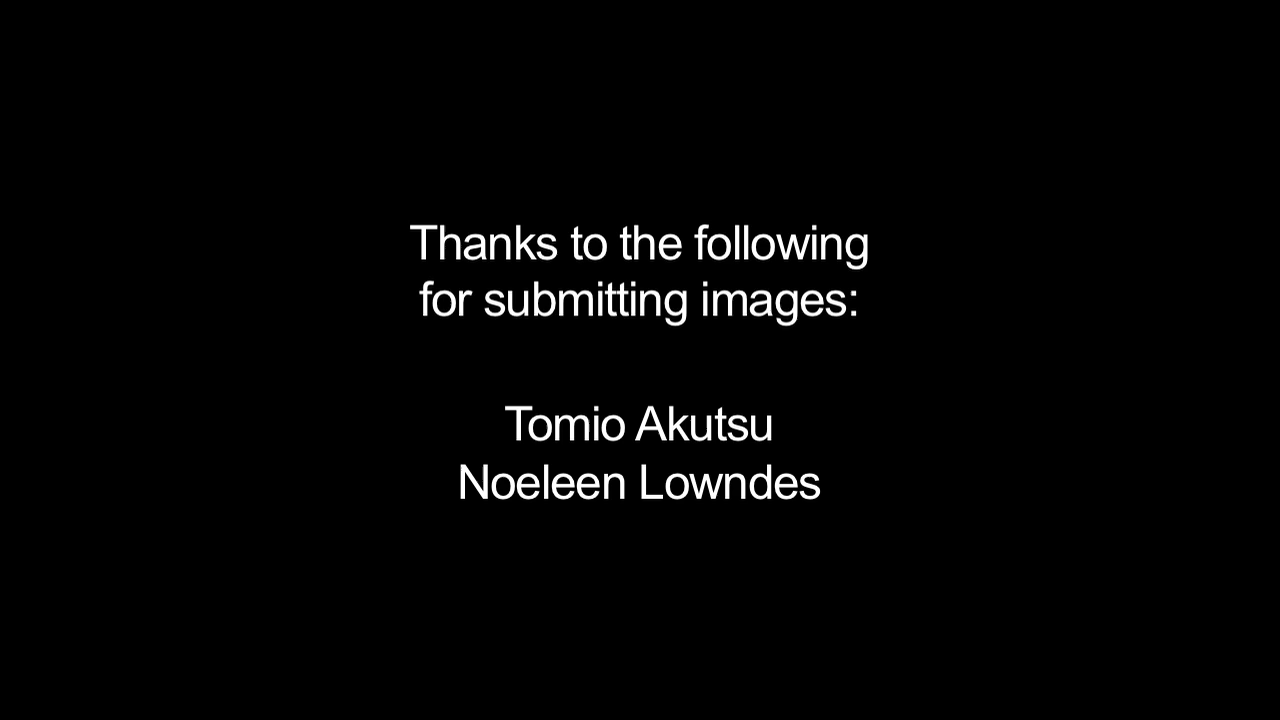 Thanks to the following
for submitting images:
Tomio Akutsu
Noeleen Lowndes